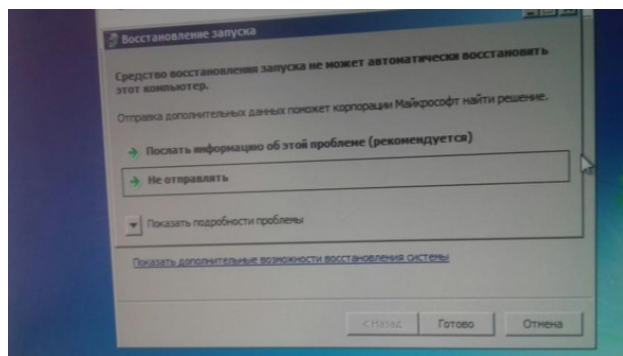 Восстановление запуска
Средство восстановления запуска не может автоматически восстановить
этот компьютер.
Отправка дополнительных данных поможет корпорации Майкрософт найти решение.
Послать информацию об этой проблеме (рекомендуется)
Не отправлять
Показать подробности проблемы
Показать дополнительные возможности восстановления системы
< Назад
Готово
Отмена